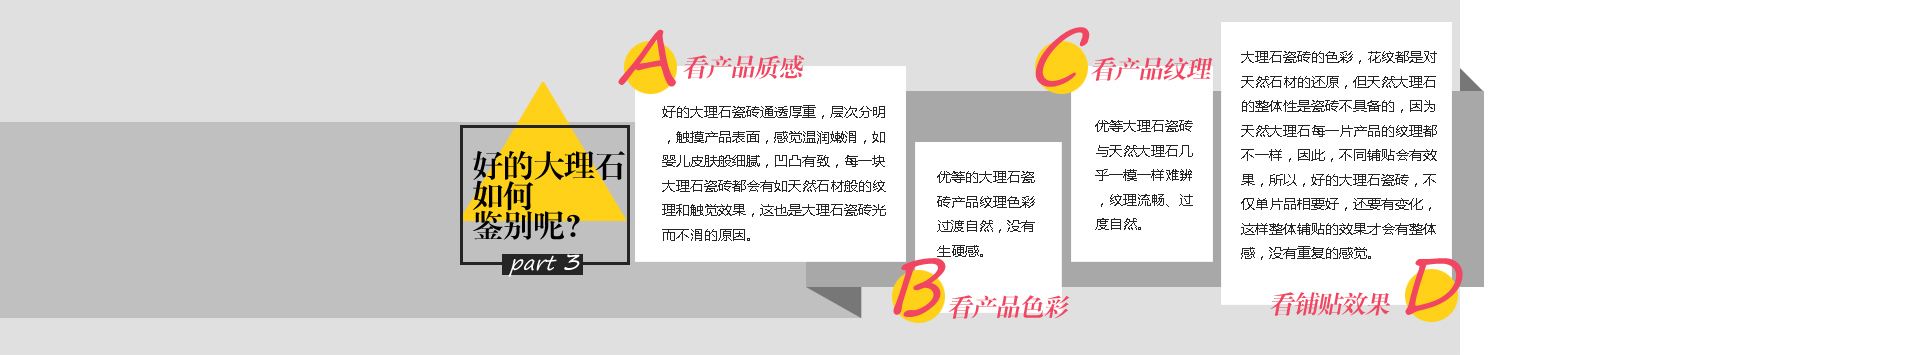 好的大理石
如何
鉴别呢?
part 3
A
看产品质感
好的大理石瓷砖通透厚重，层次分明
，触摸产品表面，感觉温润嫩滑，如
婴儿皮肤般细腻，凹凸有致，每一块
大理石瓷砖都会有如天然石材般的纹
理和触觉效果，这也是大理石瓷砖光
而不滑的原因。
优等的大理石瓷
砖产品纹理色彩
过渡自然，没有
生硬感。
B
看产品色彩
C
看产品纹理
优等大理石瓷砖
与天然大理石几
乎一模一样难辨
，纹理流畅、过
度自然。
大理石瓷砖的色彩，花纹都是对
天然石材的还原，但天然大理石
的整体性是瓷砖不具备的，因为
天然大理石每一片产品的纹理都
不一样，因此，不同铺贴会有效
果，所以，好的大理石瓷砖，不
仅单片品相要好，还要有变化，
这样整体铺贴的效果才会有整体
感，没有重复的感觉。
看铺贴效果
D